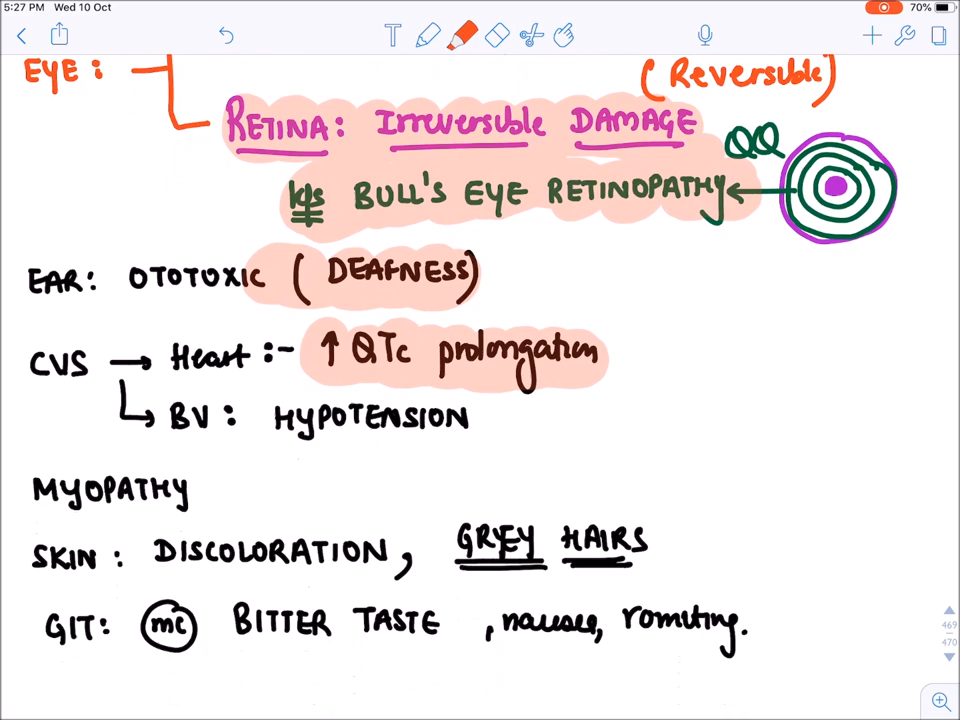 5:27 PM Wed 10 Oct 70%
T
EYE :
(Reversible)
RETINA: Irreversible DAMAGE
QQ
k/s BULL'S EYE RETINOPATHY
EAR: OTOTOXIC (DEAFNESS)
CVS → Heart :- ↑ QTc prolongation
BV : HYPOTENSION
MYOPATHY
SKIN : DISCOLORATION, GREY HAIRS
GIT: mc BITTER TASTE , nausea, vomiting.
469
470